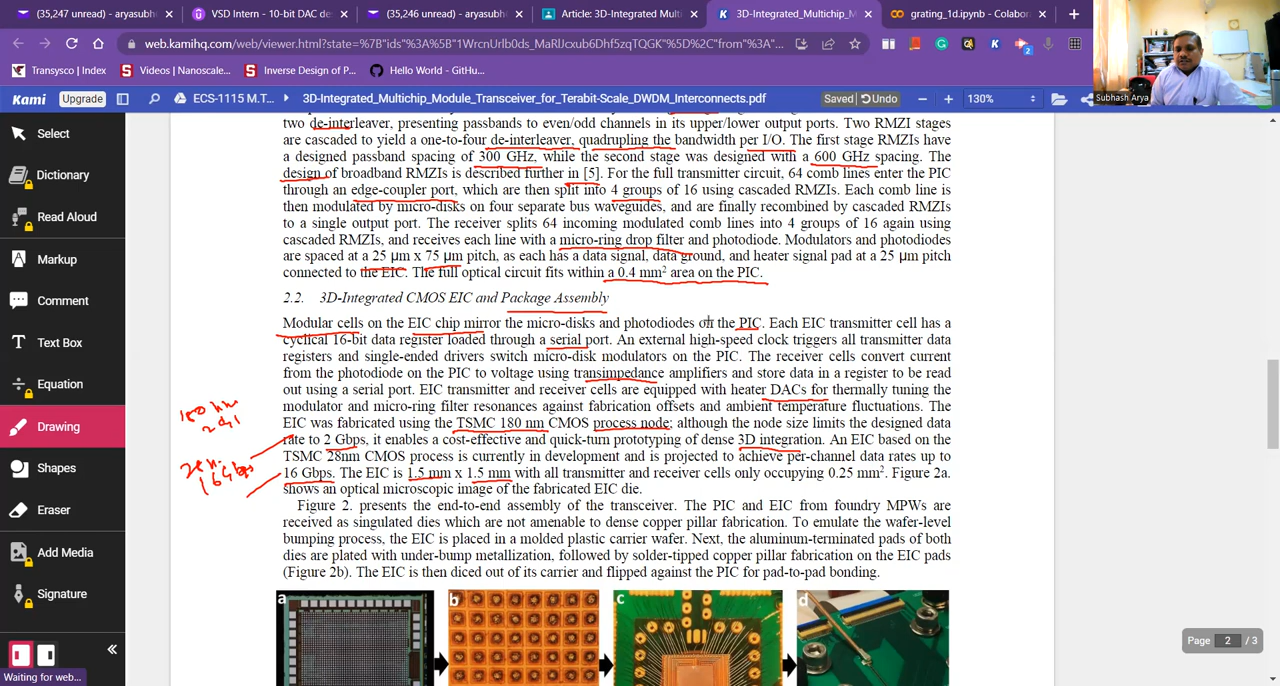 (35,247 unread) - aryasubh
VSD Intern - 10-bit DAC de
(35,246 unread) - aryasubh
Article: 3D-Integrated Multich
3D-Integrated_Multichip_M
grating_1d.ipynb - Colabora
web.kamihq.com/web/viewer.html?state=%7B"ids"%3A%5B"1WrcnUrlb0ds_MaRlJcxub6Dhf5zqTQGK"%5D%2C"from"%3A"...
Transysco | Index
Videos | Nanoscale...
Inverse Design of P...
Hello World - GitHu...
Kami
Upgrade
ECS-1115 M.T...
3D-Integrated_Multichip_Module_Transceiver_for_Terabit-Scale_DWDM_Interconnects.pdf
Saved
Undo
130%
Subhash Arya
Select
Dictionary
Read Aloud
Markup
Comment
Text Box
Equation
Drawing
Shapes
Eraser
Add Media
Signature
Waiting for web...
two de-interleaver, presenting passbands to even/odd channels in its upper/lower output ports. Two RMZI stages
are cascaded to yield a one-to-four de-interleaver, quadrupling the bandwidth per I/O. The first stage RMZIs have
a designed passband spacing of 300 GHz, while the second stage was designed with a 600 GHz spacing. The
design of broadband RMZIs is described further in [5]. For the full transmitter circuit, 64 comb lines enter the PIC
through an edge-coupler port, which are then split into 4 groups of 16 using cascaded RMZIs. Each comb line is
then modulated by micro-disks on four separate bus waveguides, and are finally recombined by cascaded RMZIs
to a single output port. The receiver splits 64 incoming modulated comb lines into 4 groups of 16 again using
cascaded RMZIs, and receives each line with a micro-ring drop filter and photodiode. Modulators and photodiodes
are spaced at a 25 µm x 75 µm pitch, as each has a data signal, data ground, and heater signal pad at a 25 µm pitch
connected to the EIC. The full optical circuit fits within a 0.4 mm² area on the PIC.
2.2. 3D-Integrated CMOS EIC and Package Assembly
Modular cells on the EIC chip mirror the micro-disks and photodiodes on the PIC. Each EIC transmitter cell has a
cyclical 16-bit data register loaded through a serial port. An external high-speed clock triggers all transmitter data
registers and single-ended drivers switch micro-disk modulators on the PIC. The receiver cells convert current
from the photodiode on the PIC to voltage using transimpedance amplifiers and store data in a register to be read
out using a serial port. EIC transmitter and receiver cells are equipped with heater DACs for thermally tuning the
modulator and micro-ring filter resonances against fabrication offsets and ambient temperature fluctuations. The
EIC was fabricated using the TSMC 180 nm CMOS process node; although the node size limits the designed data
rate to 2 Gbps, it enables a cost-effective and quick-turn prototyping of dense 3D integration. An EIC based on the
TSMC 28nm CMOS process is currently in development and is projected to achieve per-channel data rates up to
16 Gbps. The EIC is 1.5 mm x 1.5 mm with all transmitter and receiver cells only occupying 0.25 mm². Figure 2a.
shows an optical microscopic image of the fabricated EIC die.
Figure 2. presents the end-to-end assembly of the transceiver. The PIC and EIC from foundry MPWs are
received as singulated dies which are not amenable to dense copper pillar fabrication. To emulate the wafer-level
bumping process, the EIC is placed in a molded plastic carrier wafer. Next, the aluminum-terminated pads of both
dies are plated with under-bump metallization, followed by solder-tipped copper pillar fabrication on the EIC pads
(Figure 2b). The EIC is then diced out of its carrier and flipped against the PIC for pad-to-pad bonding.
180 nm
16 Gbps
a
b
c
d
Page 2 / 3